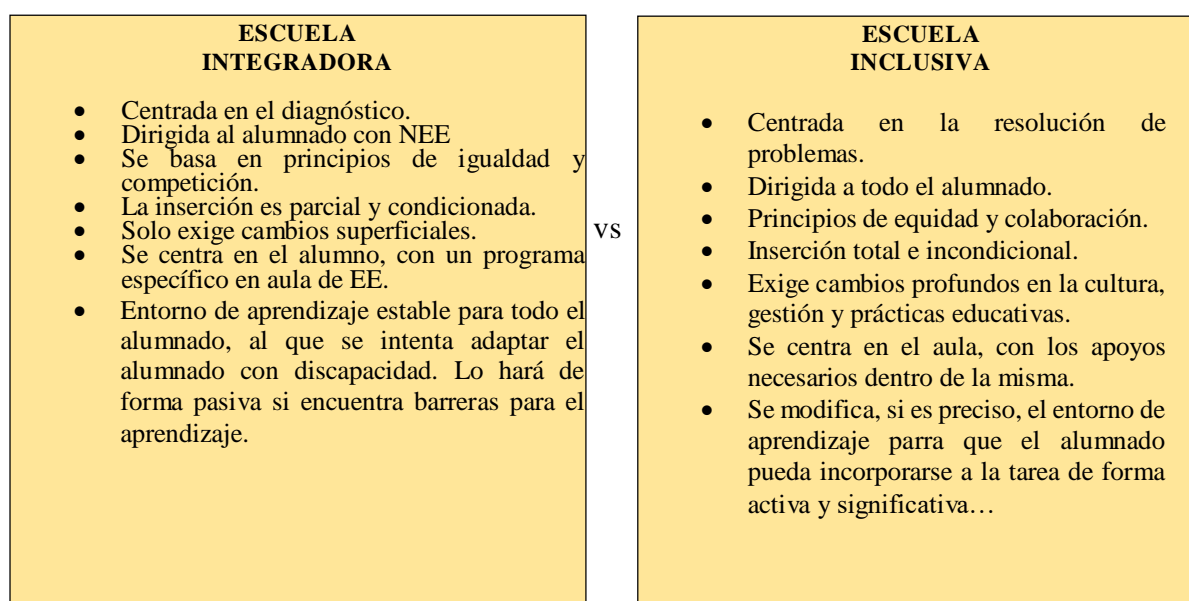 ESCUELA
INTEGRADORA
• Centrada en el diagnóstico.
• Dirigida al alumnado con NEE
• Se basa en principios de igualdad y
competición.
• La inserción es parcial y condicionada.
• Solo exige cambios superficiales.
• Se centra en el alumno, con un programa
específico en aula de EE.
• Entorno de aprendizaje estable para todo el
alumnado, al que se intenta adaptar el
alumnado con discapacidad. Lo hará de
forma pasiva si encuentra barreras para el
aprendizaje.
vs
ESCUELA
INCLUSIVA
• Centrada en la resolución de
problemas.
• Dirigida a todo el alumnado.
• Principios de equidad y colaboración.
• Inserción total e incondicional.
• Exige cambios profundos en la cultura,
gestión y prácticas educativas.
• Se centra en el aula, con los apoyos
necesarios dentro de la misma.
• Se modifica, si es preciso, el entorno de
aprendizaje parra que el alumnado
pueda incorporarse a la tarea de forma
activa y significativa…